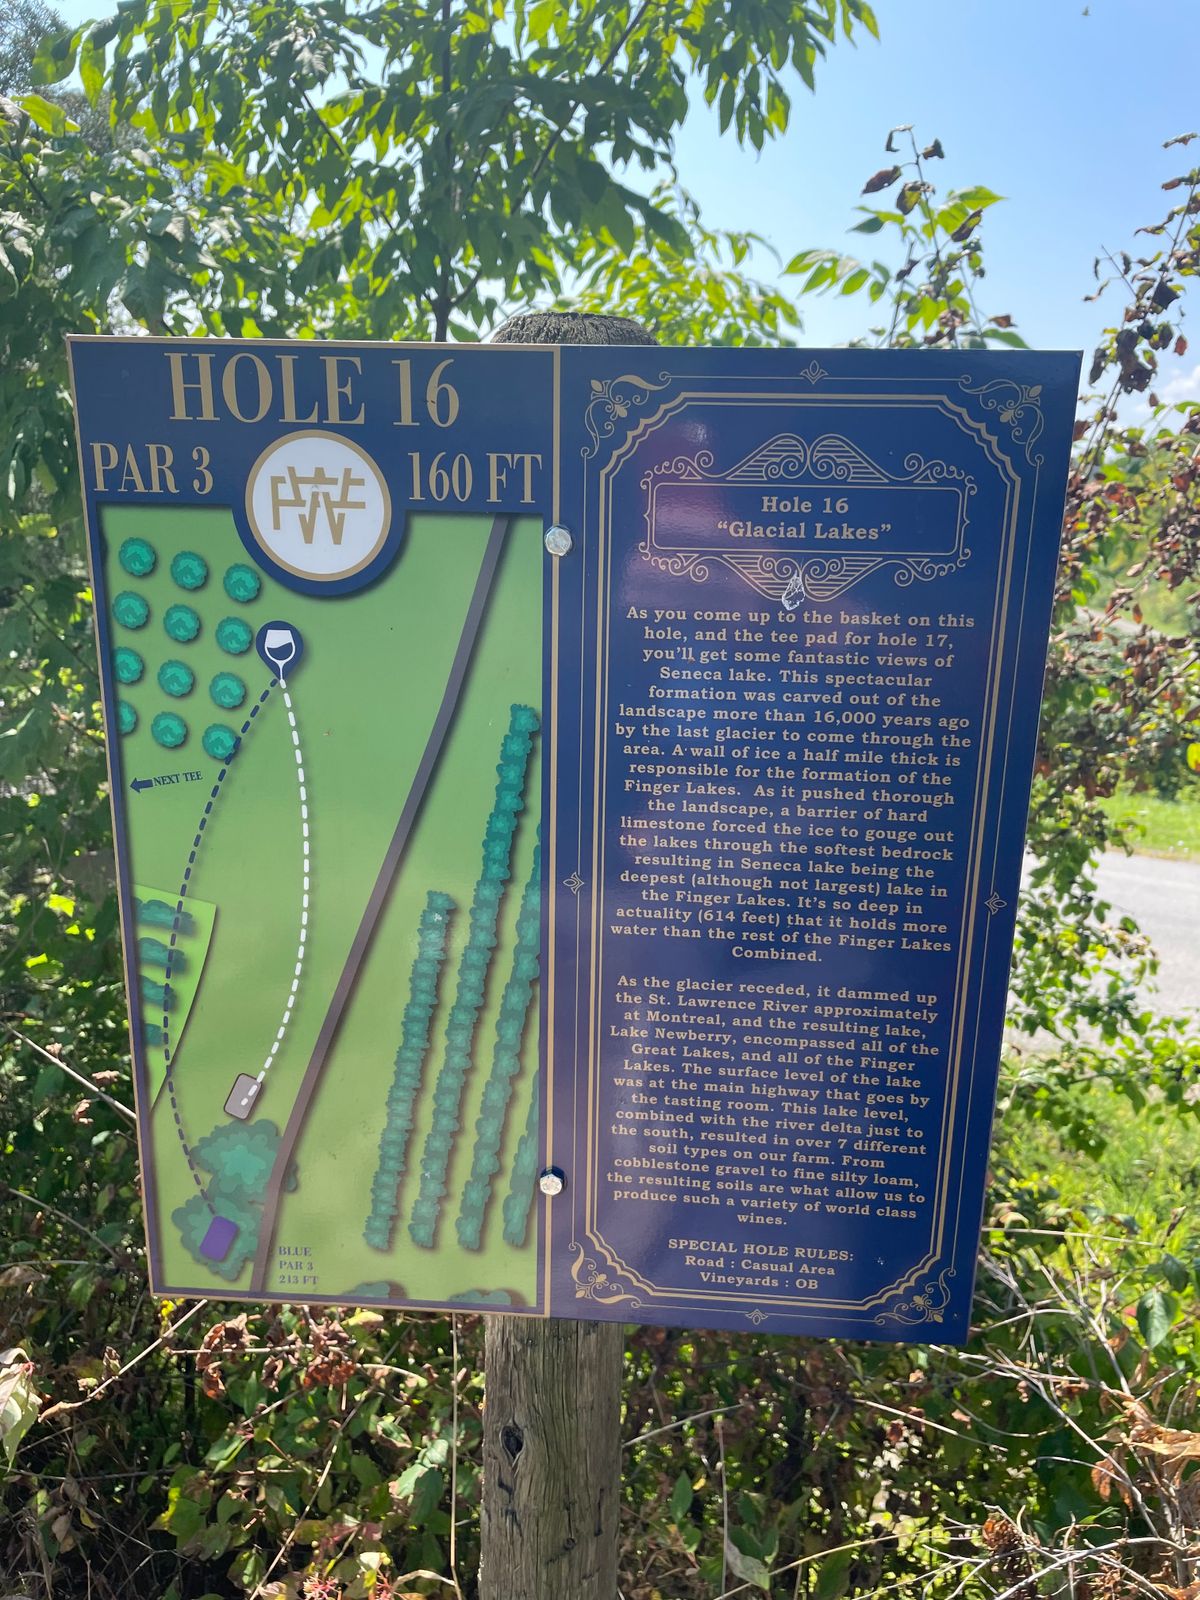 HOLE 16
PAR 3
160 FT
NEXT TEE
BLUE
PAR 3
213 FT
Hole 16
“Glacial Lakes”
As you come up to the basket on this
hole, and the tee pad for hole 17,
you’ll get some fantastic views of
Seneca lake. This spectacular
formation was carved out of the
landscape more than 16,000 years ago
by the last glacier to come through the
area. A wall of ice a half mile thick is
responsible for the formation of the
Finger Lakes. As it pushed thorough
the landscape, a barrier of hard
limestone forced the ice to gouge out
the lakes through the softest bedrock
resulting in Seneca lake being the
deepest (although not largest) lake in
the Finger Lakes. It’s so deep in
actuality (614 feet) that it holds more
water than the rest of the Finger Lakes
Combined.
As the glacier receded, it dammed up
the St. Lawrence River approximately
at Montreal, and the resulting lake,
Lake Newberry, encompassed all of the
Great Lakes, and all of the Finger
Lakes. The surface level of the lake
was at the main highway that goes by
the tasting room. This lake level,
combined with the river delta just to
the south, resulted in over 7 different
soil types on our farm. From
cobblestone gravel to fine silty loam,
the resulting soils are what allow us to
produce such a variety of world class
wines.
SPECIAL HOLE RULES:
Road : Casual Area
Vineyards : OB